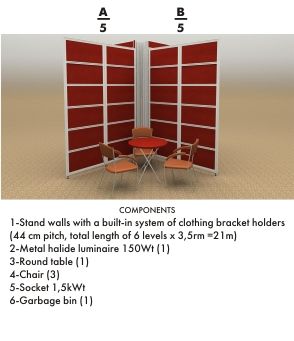 A B
5 5
COMPONENTS
1-Stand walls with a built-in system of clothing bracket holders
(44 cm pitch, total length of 6 levels x 3,5rm =21m)
2-Metal halide luminaire 150Wt (1)
3-Round table (1)
4-Chair (3)
5-Socket 1,5kWt
6-Garbage bin (1)